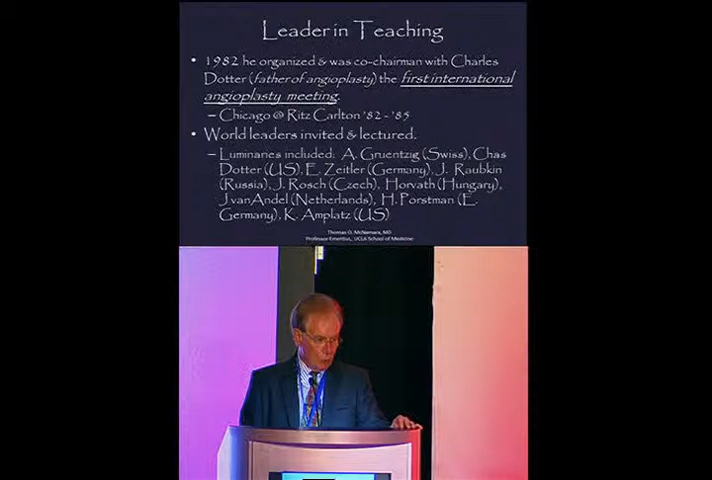 Leader in Teaching
• 1982 he organized & was co-chairman with Charles
Dotter (father of angioplasty) the first international
angioplasty meeting.
– Chicago @ Ritz Carlton '82 - '85
• World leaders invited & lectured.
– Luminaries included: A. Gruentzig (Swiss), Chas
Dotter (US), E. Zeitler (Germany), J. Raubkin
(Russia), J. Rosch (Czech), Horvath (Hungary),
J.vanAndel (Netherlands), H. Porstman (E.
Germany), K. Amplatz (US)
Thomas O. McNamara, MD
Professor Emeritus, UCLA School of Medicine